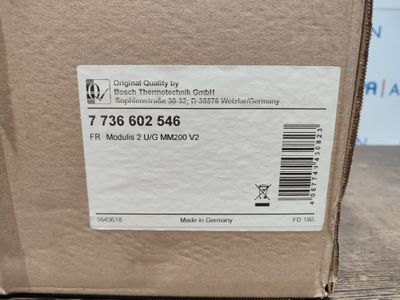 Original Quality by
Bosch Thermotechnik GmbH
Sophienstraße 30-32; D-35576 Wetzlar/Germany
7 736 602 546
FR Modulis 2 U/G MM200 V2
4057749430823
1643618
Made in Germany
FD 180